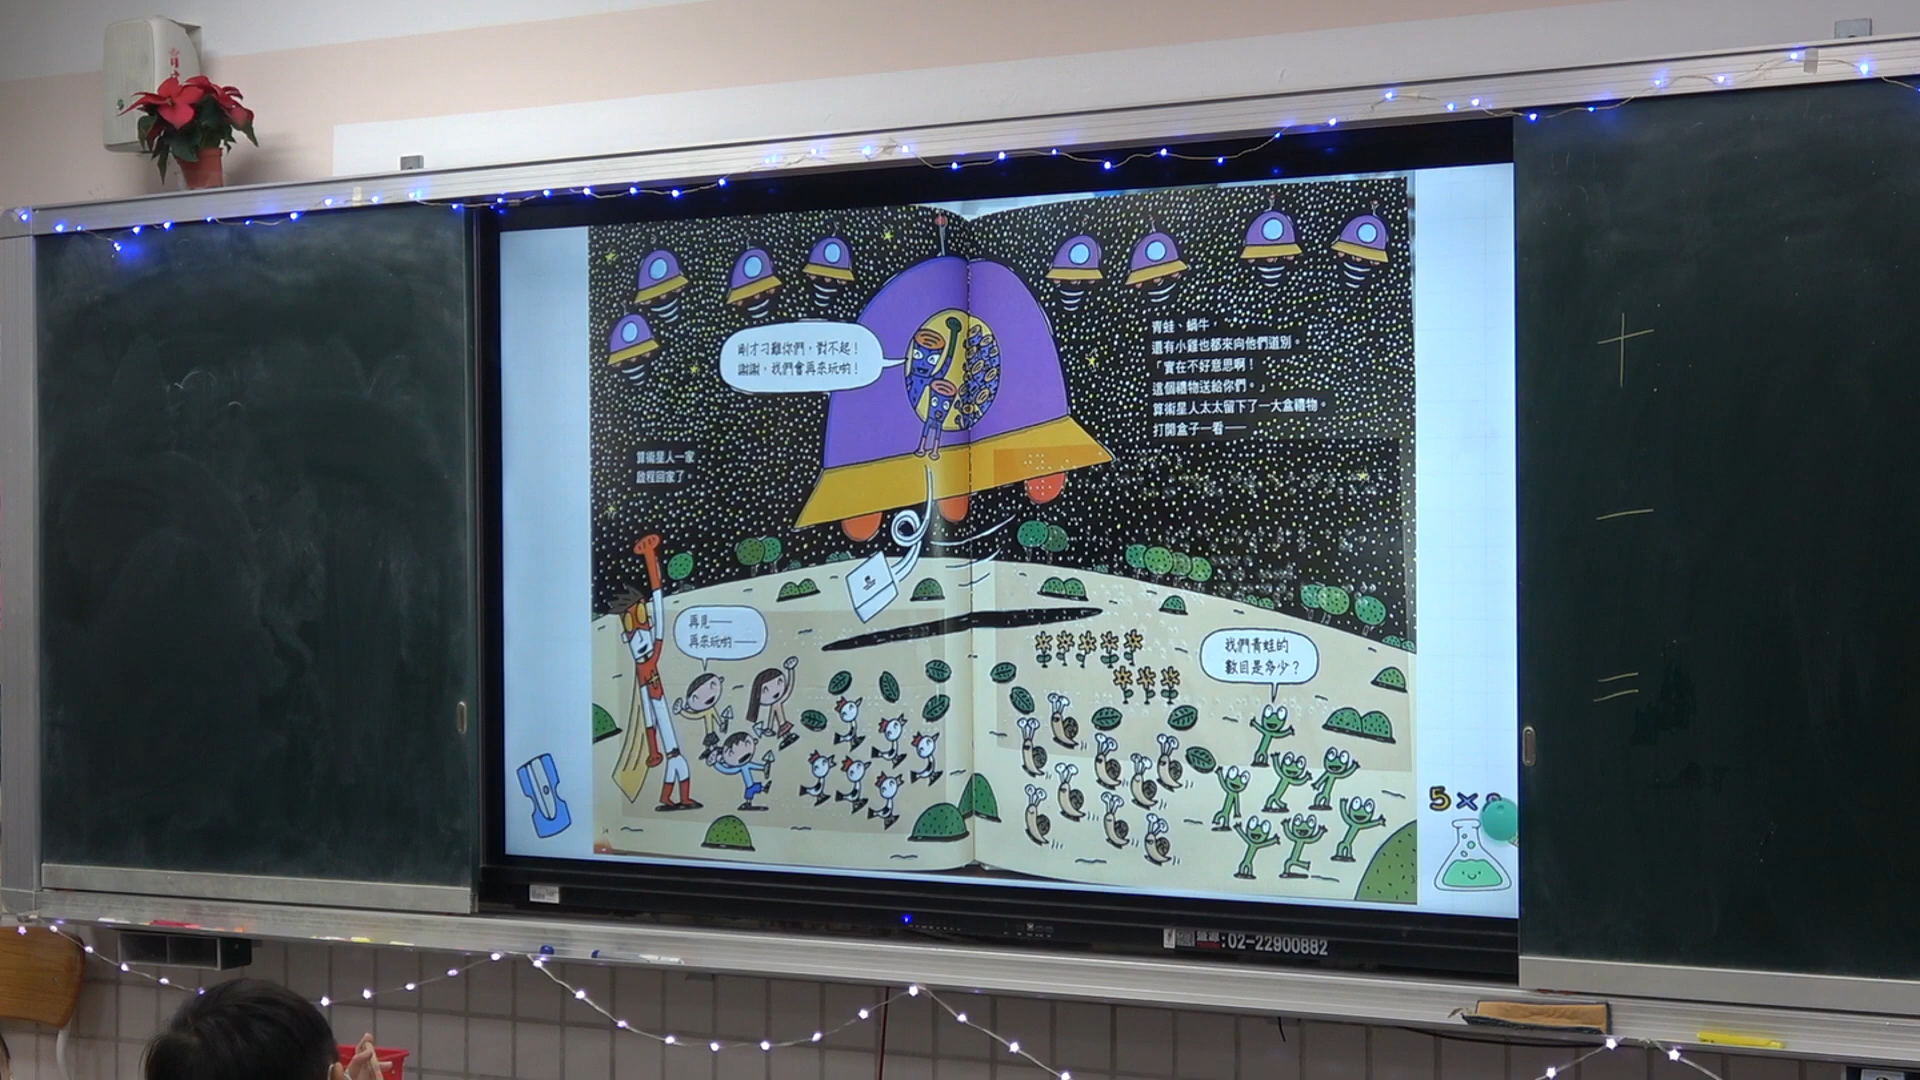 剛才刁難你們，對不起！
謝謝，我們會再來玩喲！
青蛙、蝸牛，
還有小雞也都來向他們道別。
「實在不好意思啊！
這個禮物送給你們。」
算術星人太太留下了一大盒禮物。
打開盒子一看——
算術星人一家
啟程回家了。
再見——
再來玩喲——
我們青蛙的
數目是多少？
5×
+
−
=
:02-22900882